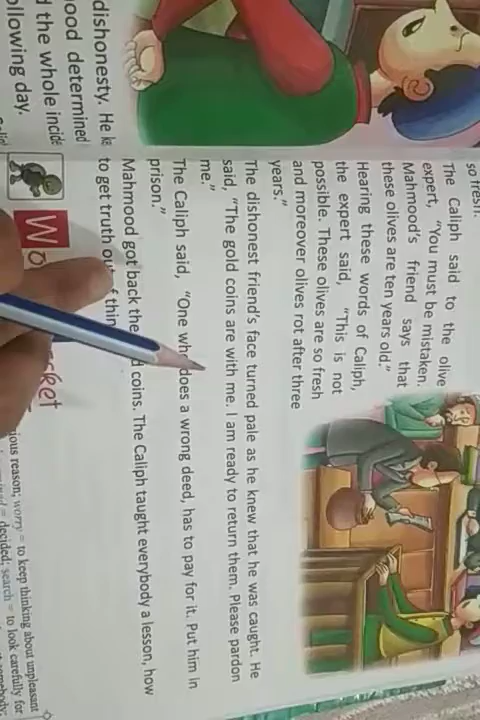 dishonesty. He
ood determined
the whole incide
ollowing day.
so fresh.
The Caliph said to the olive
expert, "You must be mistaken.
Mahmood's friend says that
these olives are ten years old."
Hearing these words of Caliph,
the expert said, "This is not
possible. These olives are so fresh
and moreover olives rot after three
years."
The dishonest friend's face turned pale as he knew that he was caught. He
said, "The gold coins are with me. I am ready to return them. Please pardon
me."
The Caliph said, "One who does a wrong deed, has to pay for it. Put him in
prison."
Mahmood got back the coins. The Caliph taught everybody a lesson, how
to get truth out of
Wo cket
ious reason; worry = to keep thinking about unpleasant
= decided; search = to look carefully for